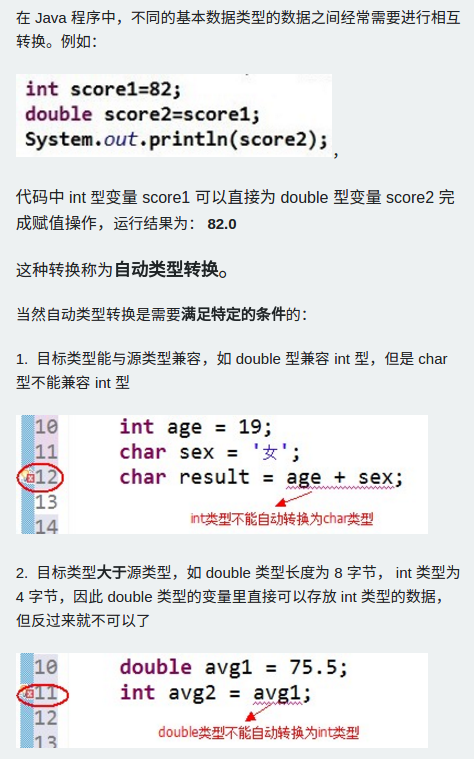 在 Java 程序中，不同的基本数据类型的数据之间经常需要进行相互
转换。例如：
int score1=82;
double score2=score1;
System.out.println(score2);，
代码中 int 型变量 score1 可以直接为 double 型变量 score2 完
成赋值操作，运行结果为： 82.0
这种转换称为自动类型转换。
当然自动类型转换是需要满足特定的条件的：
1. 目标类型能与源类型兼容，如 double 型兼容 int 型，但是 char
型不能兼容 int 型
10 int age = 19;
11 char sex = '女';
12 char result = age + sex;
13
int类型不能自动转换为char类型
14
2. 目标类型大于源类型，如 double 类型长度为 8 字节， int 类型为
4 字节，因此 double 类型的变量里直接可以存放 int 类型的数据，
但反过来就不可以了
10 double avg1 = 75.5;
11 int avg2 = avg1;
12
double类型不能自动转换为int类型
13